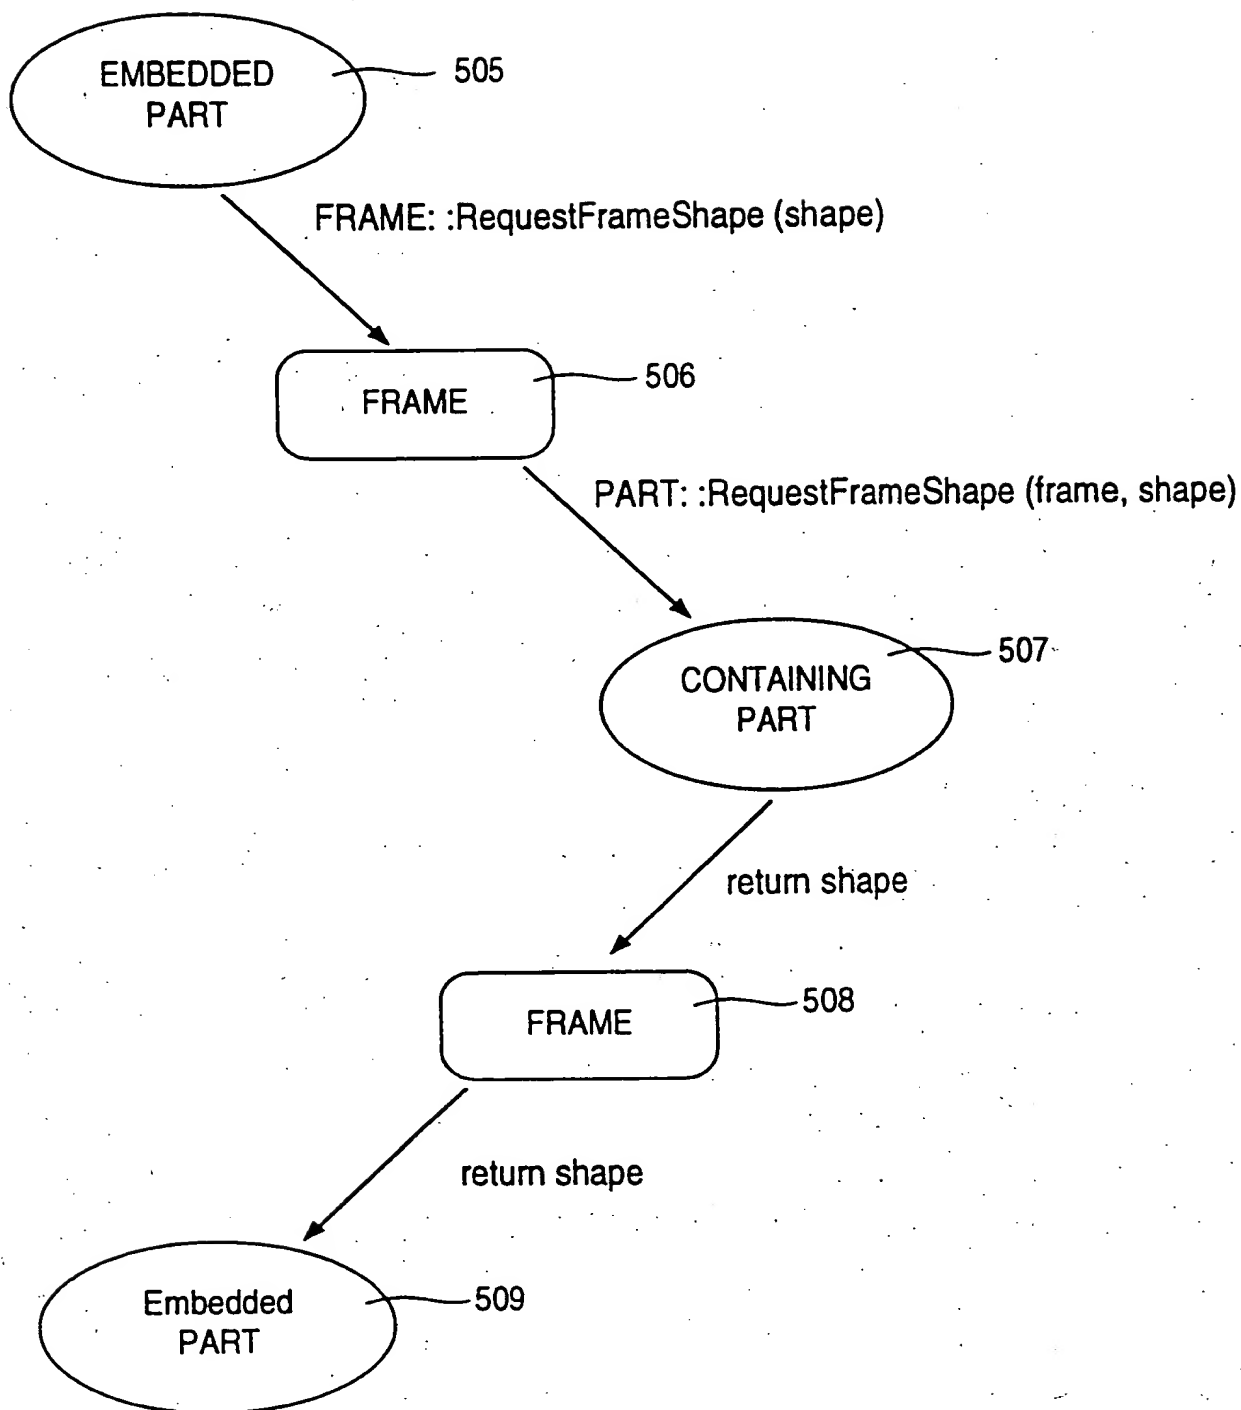 EMBEDDED
PART
505
FRAME: :RequestFrameShape (shape)
FRAME
506
PART: :RequestFrameShape (frame, shape)
CONTAINING
PART
507
return shape
FRAME
508
return shape
Embedded
PART
509